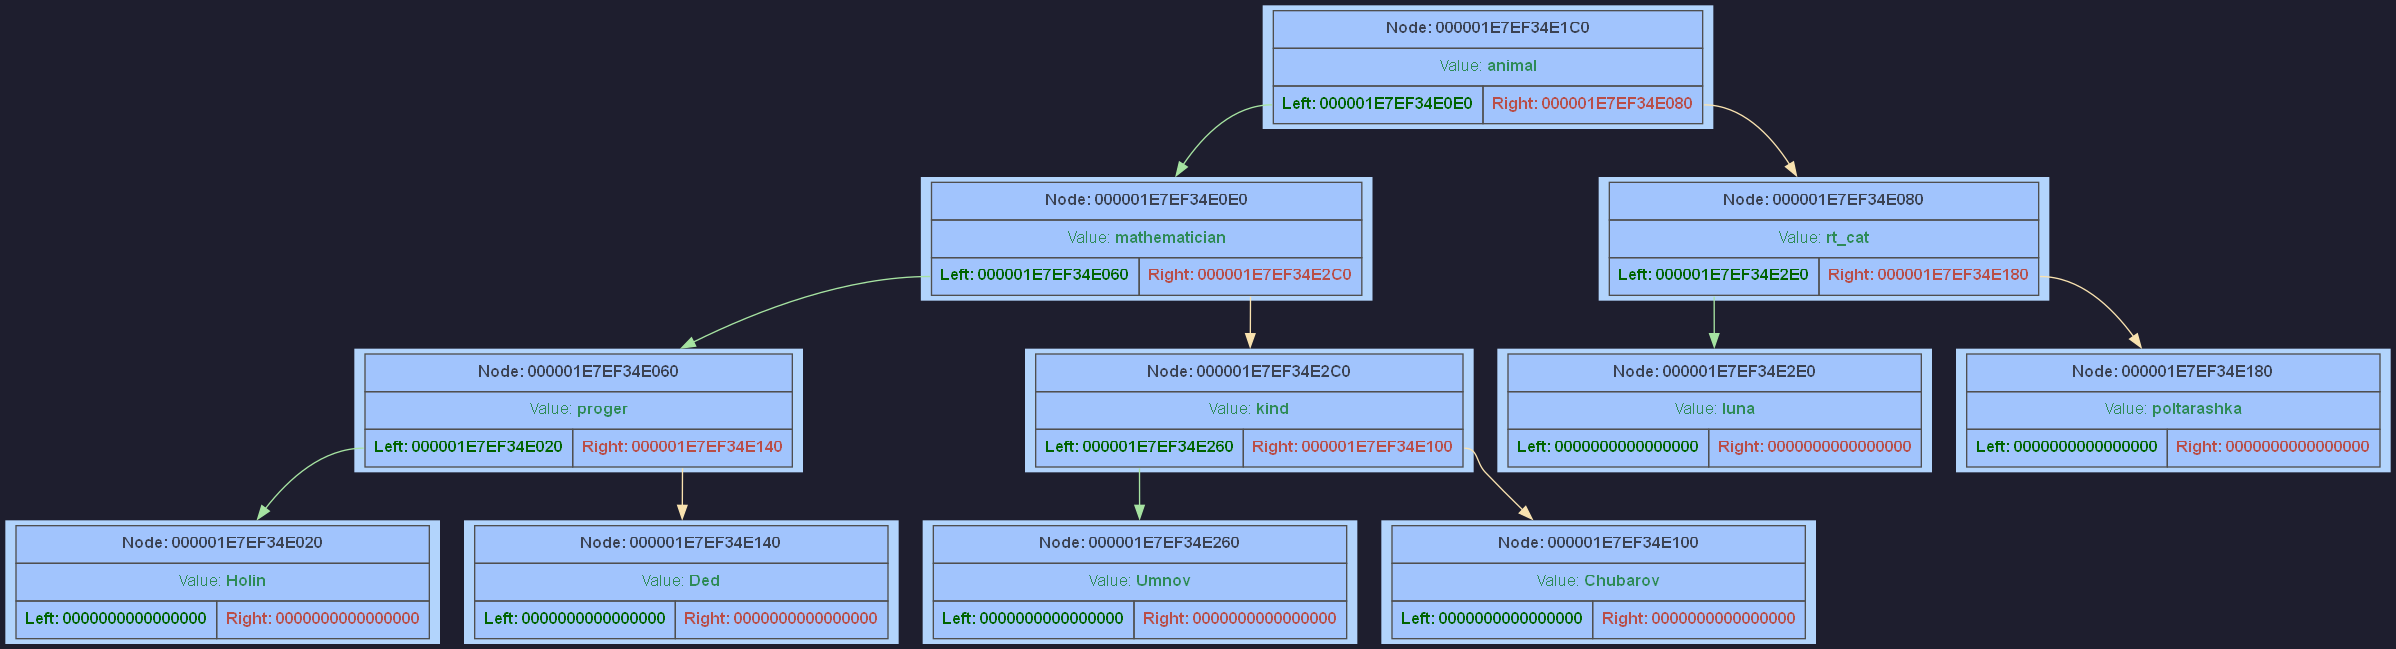 Node: 000001E7EF34E1C0
Value: animal
Left: 000001E7EF34E0E0 Right: 000001E7EF34E080
Node: 000001E7EF34E0E0
Value: mathematician
Left: 000001E7EF34E060 Right: 000001E7EF34E2C0
Node: 000001E7EF34E080
Value: rt_cat
Left: 000001E7EF34E2E0 Right: 000001E7EF34E180
Node: 000001E7EF34E060
Value: proger
Left: 000001E7EF34E020 Right: 000001E7EF34E140
Node: 000001E7EF34E2C0
Value: kind
Left: 000001E7EF34E260 Right: 000001E7EF34E100
Node: 000001E7EF34E2E0
Value: luna
Left: 0000000000000000 Right: 0000000000000000
Node: 000001E7EF34E180
Value: poltarashka
Left: 0000000000000000 Right: 0000000000000000
Node: 000001E7EF34E020
Value: Holin
Left: 0000000000000000 Right: 0000000000000000
Node: 000001E7EF34E140
Value: Ded
Left: 0000000000000000 Right: 0000000000000000
Node: 000001E7EF34E260
Value: Umnov
Left: 0000000000000000 Right: 0000000000000000
Node: 000001E7EF34E100
Value: Chubarov
Left: 0000000000000000 Right: 0000000000000000